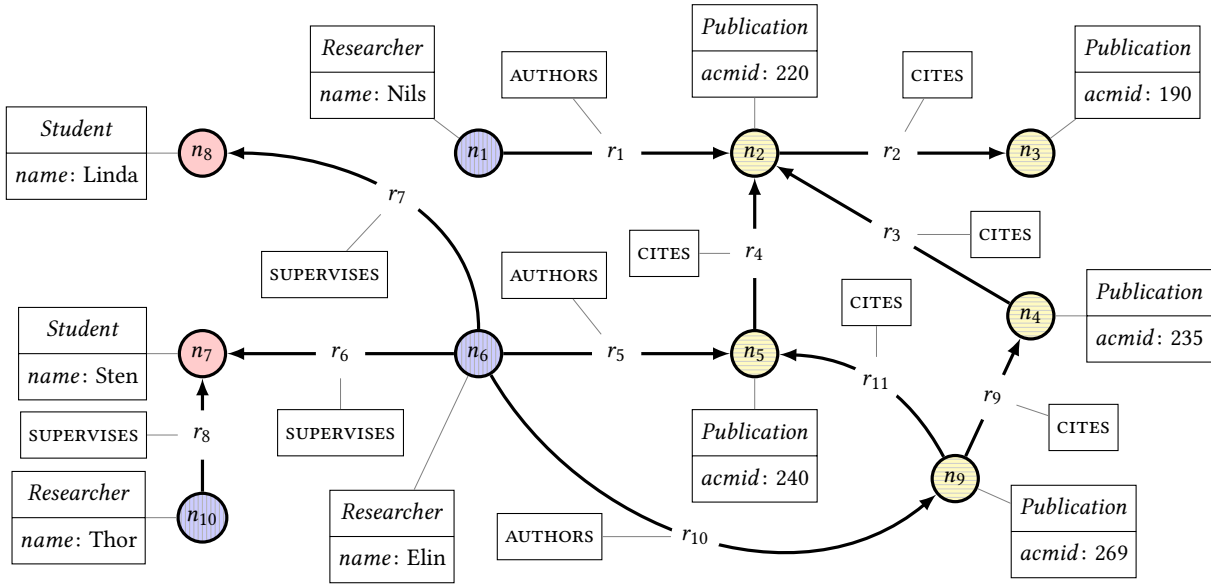 Publication
acmid: 220
Researcher
name: Nils
Publication
acmid: 190
AUTHORS
CITES
Student
name: Linda
n8
n1
r1
n2
r2
n3
r7
r3
CITES
r4
CITES
SUPERVISES
AUTHORS
CITES
Publication
acmid: 235
n4
Student
name: Sten
n7
r6
n6
r5
n5
r11
r9
SUPERVISES
r8
SUPERVISES
CITES
Publication
acmid: 240
n9
Researcher
name: Thor
n10
Researcher
name: Elin
AUTHORS
r10
Publication
acmid: 269